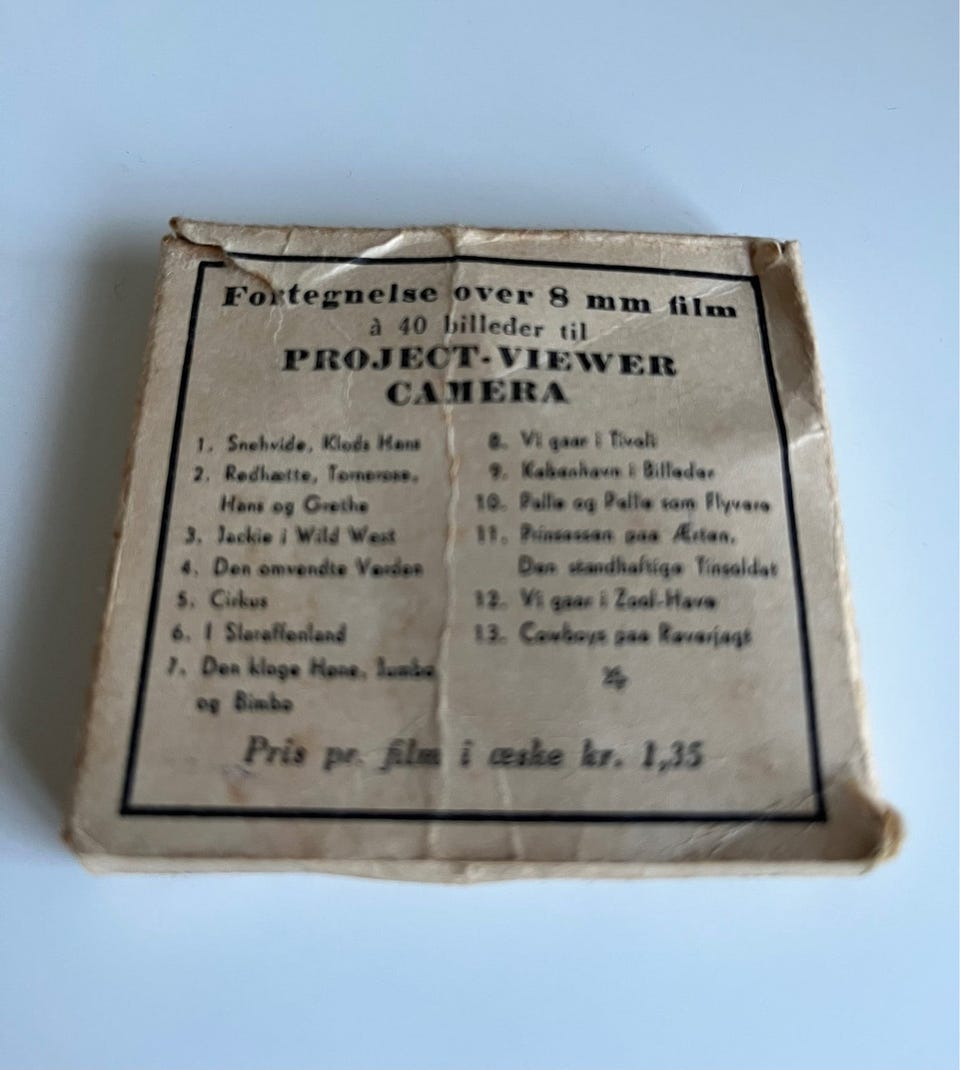 Fortegnelse over 8 mm film
à 40 billeder til
PROJECT-VIEWER
CAMERA
1. Snehvide, Klods Hans
2. Rødhætte, Tornerose,
Hans og Grethe
3. Jackie i Wild West
4. Den omvendte Verden
5. Cirkus
6. I Slaraffenland
7. Den kloge Høne, Jumbo
og Bimbo
8. Vi gaar i Tivoli
9. København i Billeder
10. Palle og Polle som Flyvere
11. Prinsessen paa Ærten,
Den standhaftige Tinsoldat
12. Vi gaar i Zool-Have
13. Cowboys paa Røverjagt
Pris pr. film i æske kr. 1,35